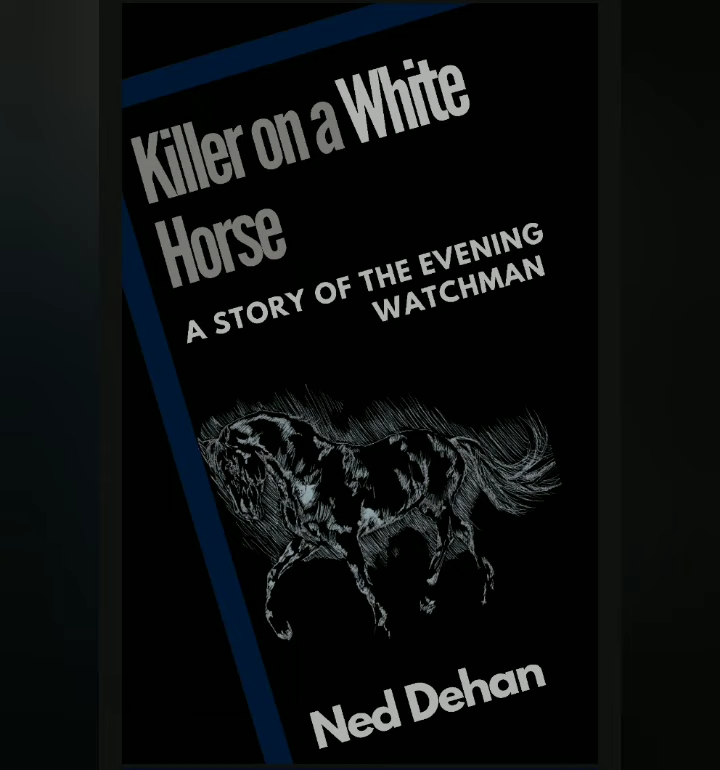 Killer on a White
Horse
A STORY OF THE EVENING
WATCHMAN
Ned Dehan